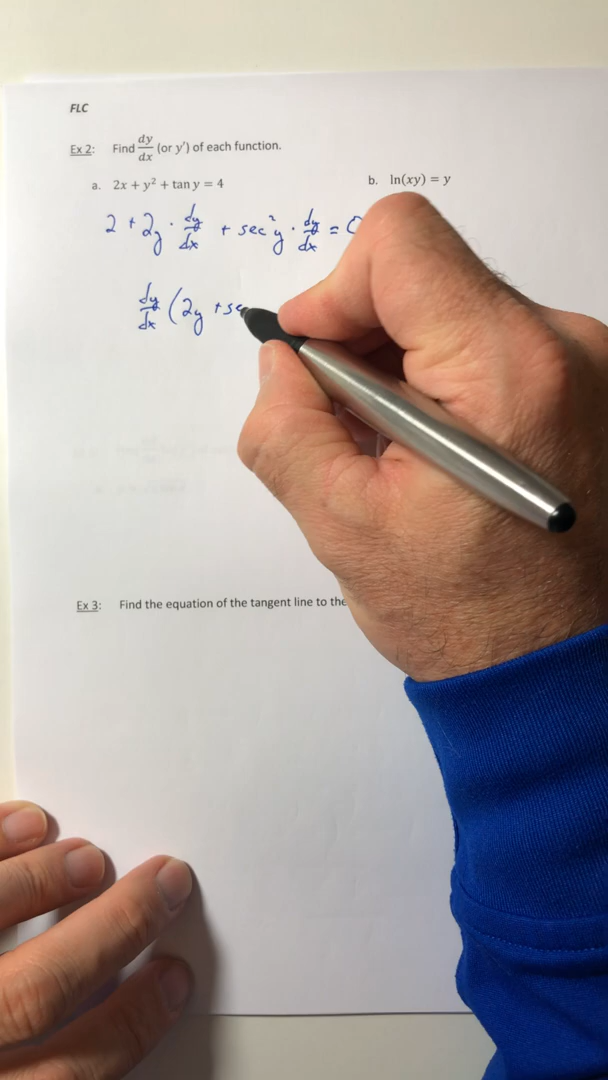 FLC
Ex 2: Find dy/dx (or y′) of each function.
a. 2x + y² + tan y = 4
b. ln(xy) = y
2 + 2y · dy/dx + sec²y · dy/dx = 0
dy/dx (2y + se
Ex 3: Find the equation of the tangent line to the